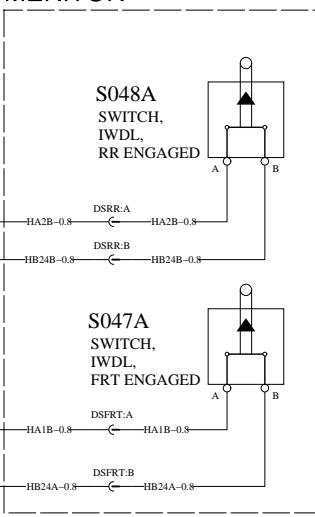 S048A
SWITCH,
IWDL,
RR ENGAGED
A B
DSRR:A
HA2B-0.8 HA2B-0.8
DSRR:B
HB24B-0.8 HB24B-0.8
S047A
SWITCH,
IWDL,
FRT ENGAGED
A B
DSFRT:A
HA1B-0.8 HA1B-0.8
DSFRT:B
HB24A-0.8 HB24A-0.8